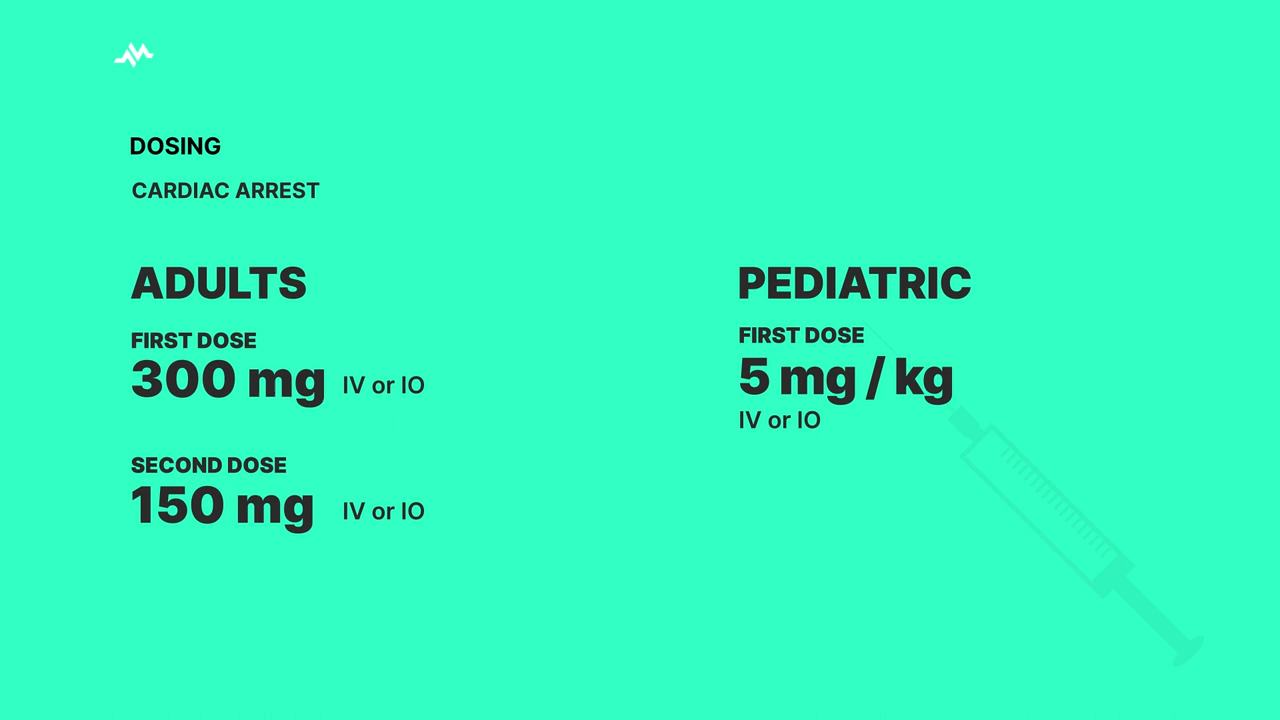 DOSING
CARDIAC ARREST
ADULTS
FIRST DOSE
300 mg IV or IO
SECOND DOSE
150 mg IV or IO
PEDIATRIC
FIRST DOSE
5 mg / kg
IV or IO